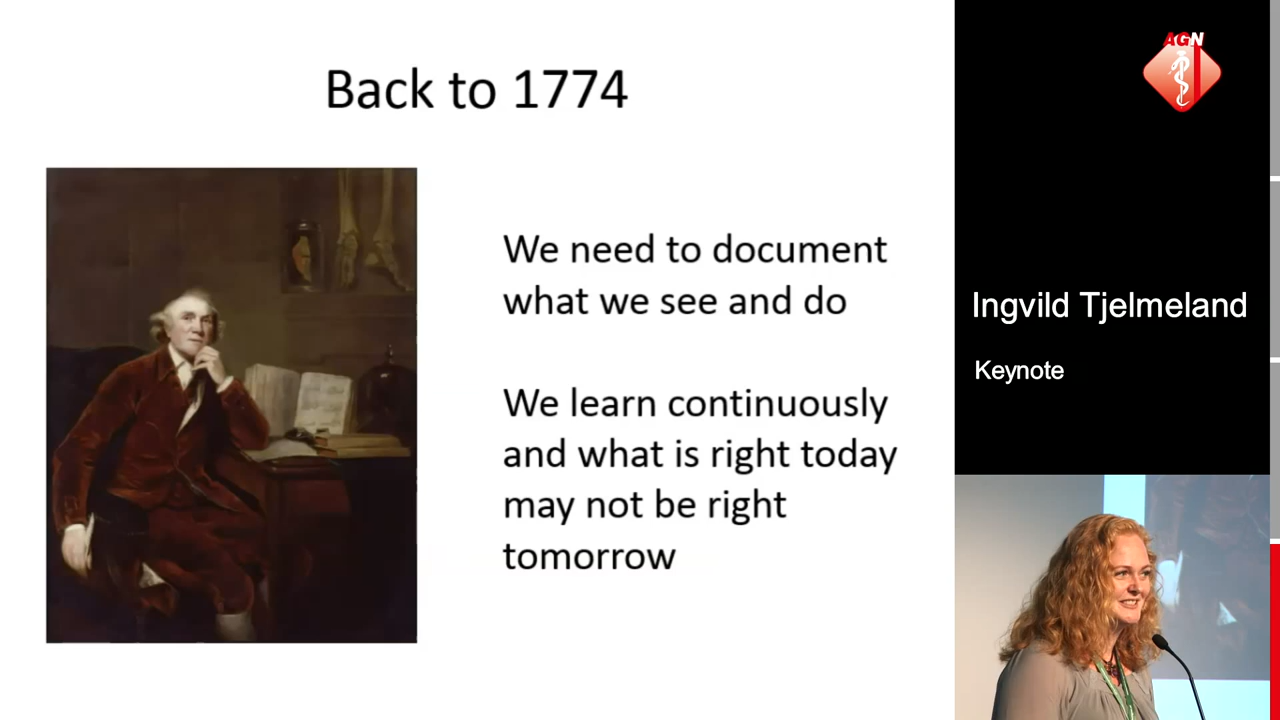 Back to 1774
We need to document
what we see and do
We learn continuously
and what is right today
may not be right
tomorrow
AGN
Ingvild Tjelmeland
Keynote